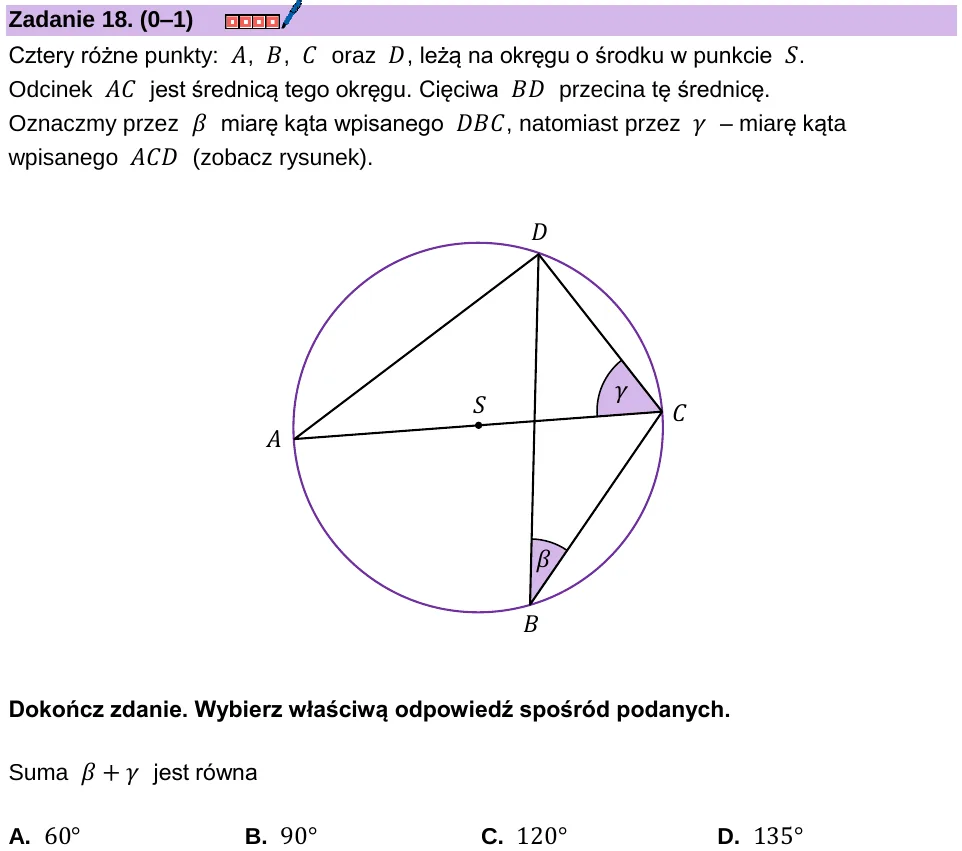 Zadanie 18. (0–1)
Cztery różne punkty: A, B, C oraz D, leżą na okręgu o środku w punkcie S.
Odcinek AC jest średnicą tego okręgu. Cięciwa BD przecina tę średnicę.
Oznaczmy przez β miarę kąta wpisanego DBC, natomiast przez γ – miarę kąta
wpisanego ACD (zobacz rysunek).
D
S
γ
C
A
β
B
Dokończ zdanie. Wybierz właściwą odpowiedź spośród podanych.
Suma β + γ jest równa
A. 60° B. 90° C. 120° D. 135°